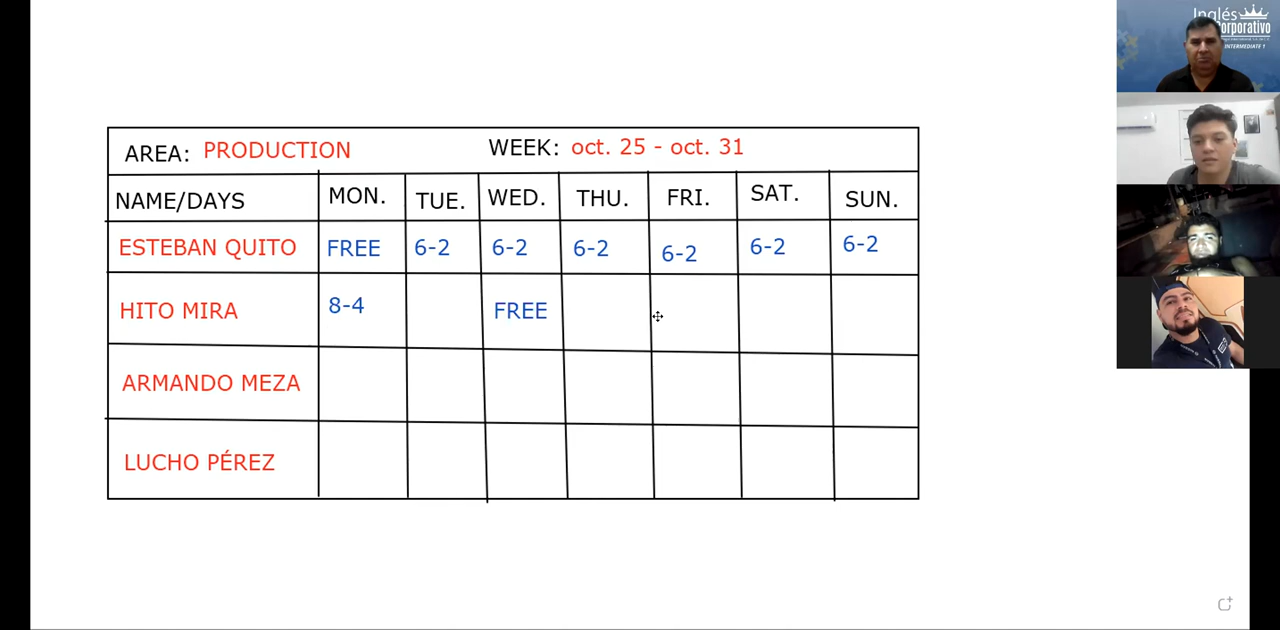 Inglés
Corporativo
INTERMEDIATE 1
AREA: PRODUCTION WEEK: oct. 25 - oct. 31
NAME/DAYS MON. TUE. WED. THU. FRI. SAT. SUN.
ESTEBAN QUITO FREE 6-2 6-2 6-2 6-2 6-2 6-2
HITO MIRA 8-4 FREE
ARMANDO MEZA
LUCHO PÉREZ